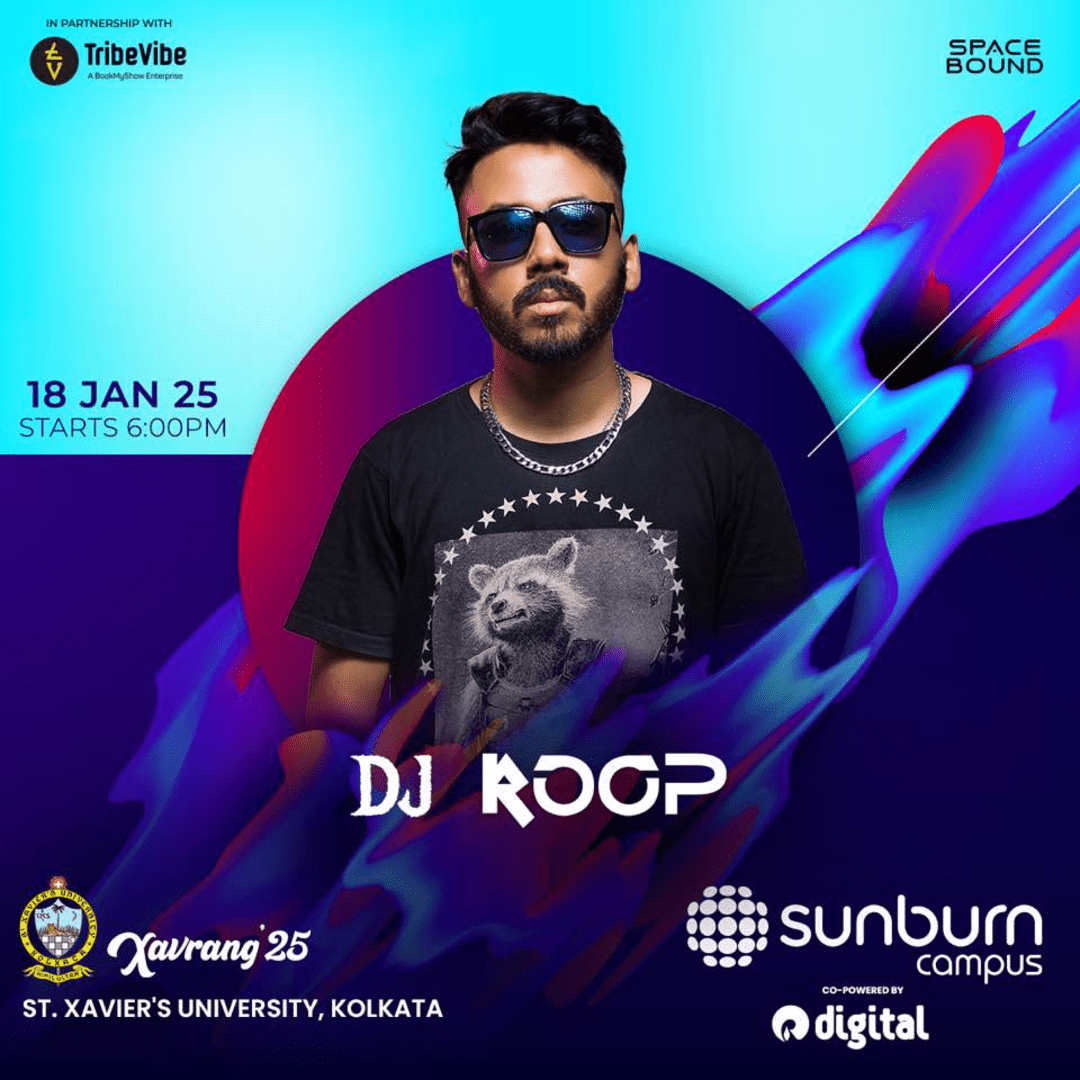 IN PARTNERSHIP WITH
TribeVibe
A BookMyShow Enterprise
SPACE
BOUND
18 JAN 25
STARTS 6:00PM
DJ ROOP
Xavrang'25
ST. XAVIER'S UNIVERSITY, KOLKATA
sunburn
campus
CO-POWERED BY
digital